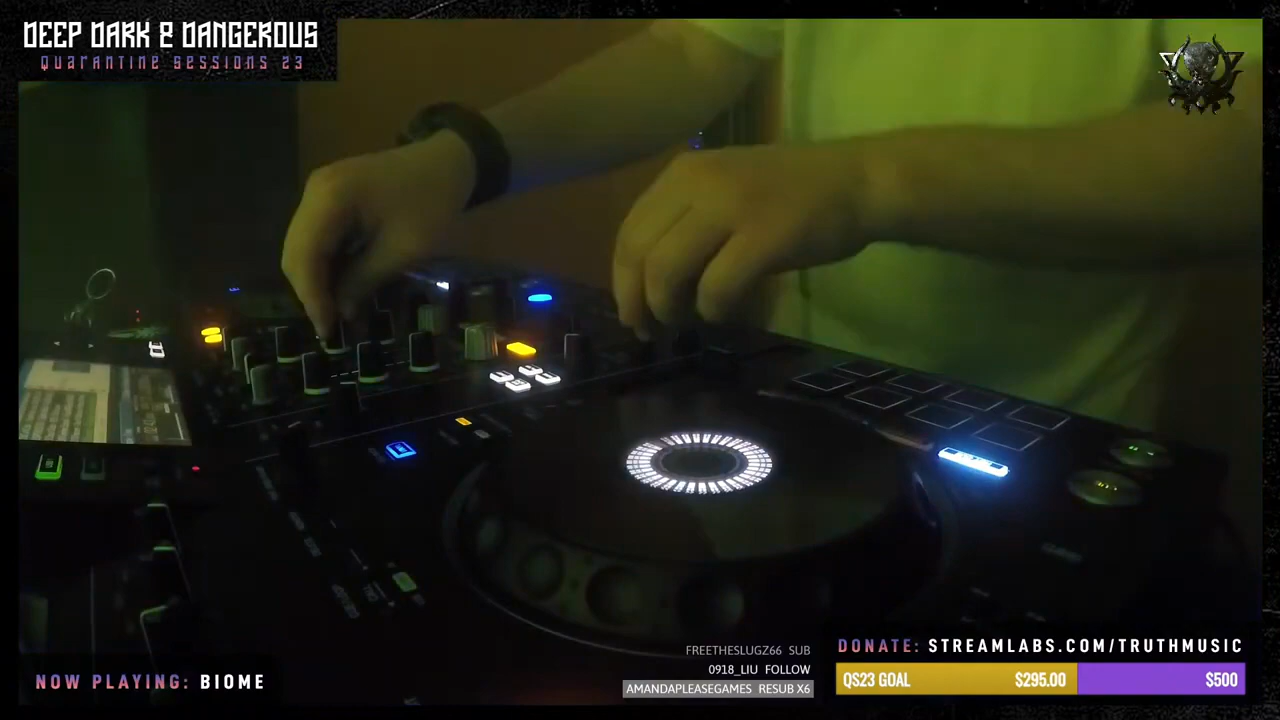 DEEP DARK & DANGEROUS
QUARANTINE SESSIONS 23
FREETHESLUGZ66 SUB
0918_LIU FOLLOW
AMANDAPLEASEGAMES RESUB X6
DONATE: STREAMLABS.COM/TRUTHMUSIC
QS23 GOAL $295.00 $500
NOW PLAYING: BIOME